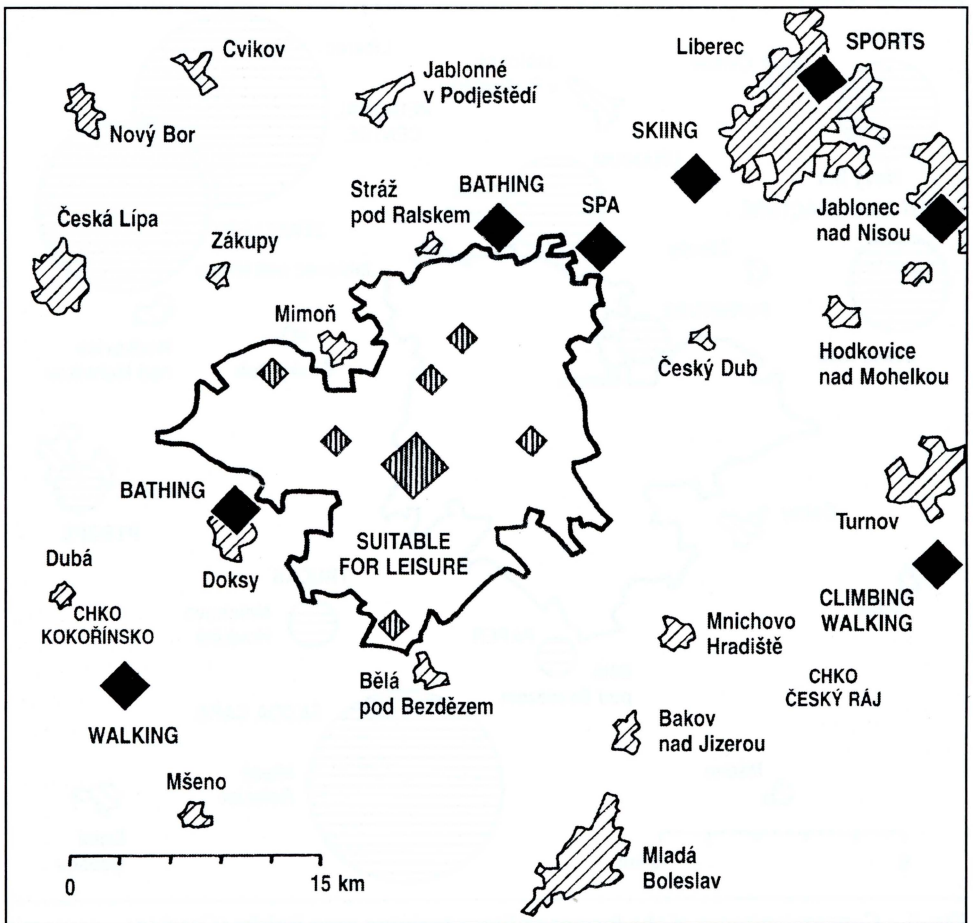 Cvikov
Liberec
SPORTS
Jablonné
v Podještědí
Nový Bor
SKIING
Stráž
pod Ralskem
BATHING
SPA
Jablonec
nad Nisou
Česká Lípa
Zákupy
Mimoň
Český Dub
Hodkovice
nad Mohelkou
BATHING
Turnov
SUITABLE
FOR LEISURE
Dubá
Doksy
CHKO
KOKOŘÍNSKO
CLIMBING
WALKING
Mnichovo
Hradiště
Bělá
pod Bezdězem
CHKO
ČESKÝ RÁJ
WALKING
Bakov
nad Jizerou
Mšeno
Mladá
Boleslav
0
15 km